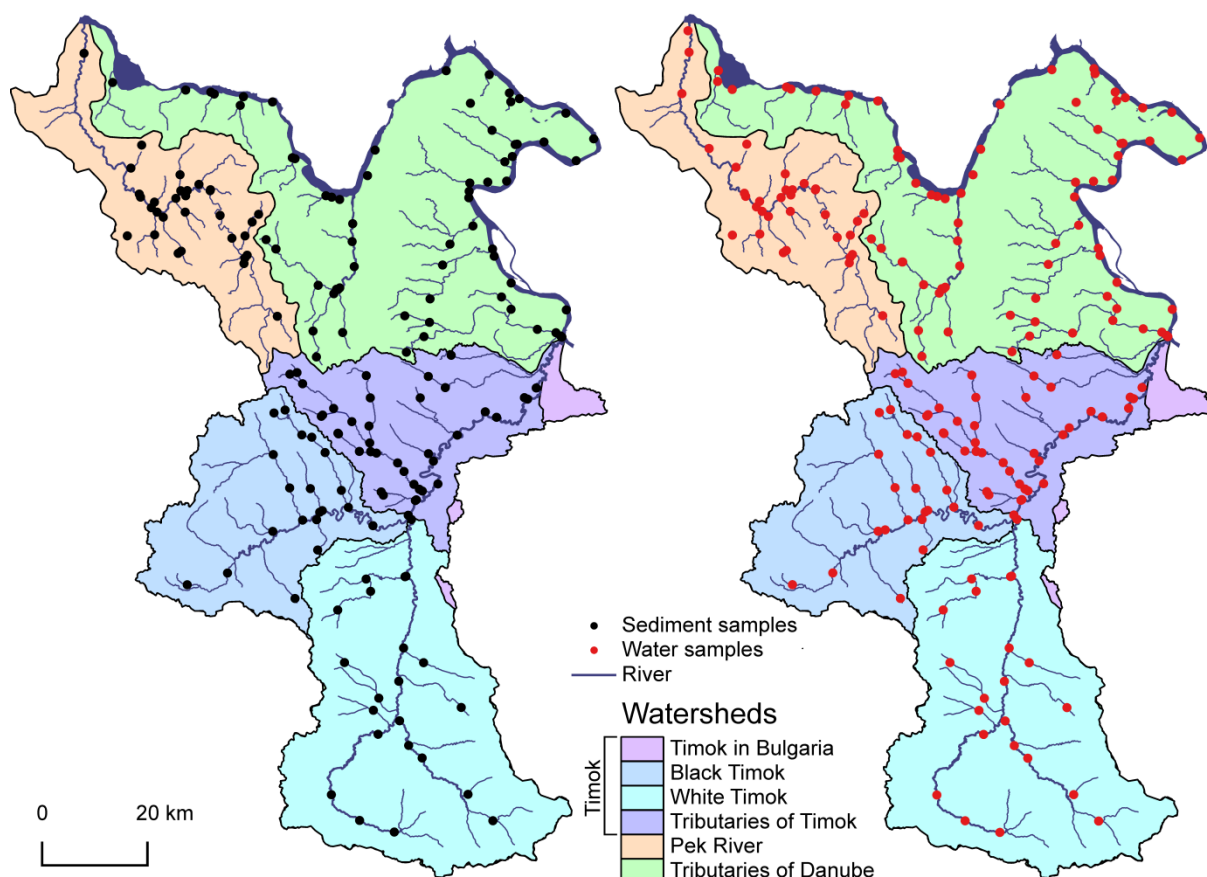 Sediment samples
Water samples
River
Watersheds
Timok
Timok in Bulgaria
Black Timok
White Timok
Tributaries of Timok
Pek River
Tributaries of Danube
0 20 km